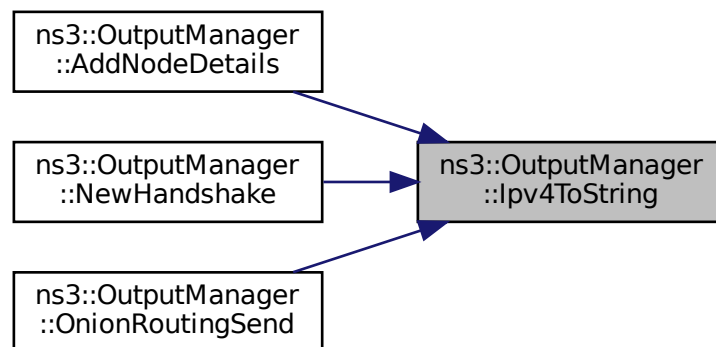 ns3::OutputManager
::AddNodeDetails
ns3::OutputManager
::NewHandshake
ns3::OutputManager
::OnionRoutingSend
ns3::OutputManager
::Ipv4ToString